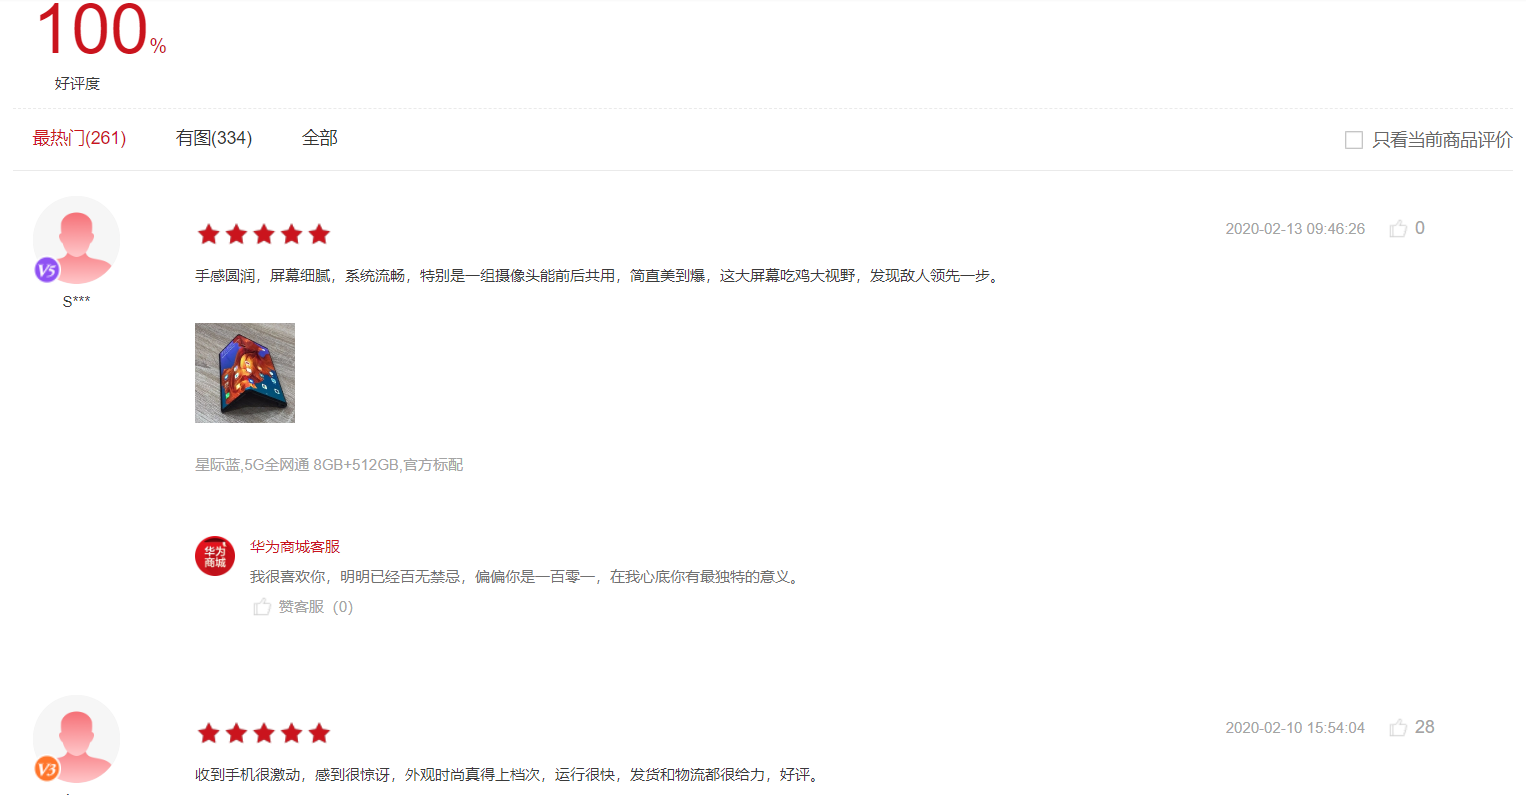 100%
好评度
最热门(261) 有图(334) 全部 只看当前商品评价
2020-02-13 09:46:26 0
手感圆润，屏幕细腻，系统流畅，特别是一组摄像头能前后共用，简直美到爆，这大屏幕吃鸡大视野，发现敌人领先一步。
V5
S***
星际蓝,5G全网通 8GB+512GB,官方标配
华为商城
华为商城客服
我很喜欢你，明明已经百无禁忌，偏偏你是一百零一，在我心底你有最独特的意义。
赞客服 (0)
2020-02-10 15:54:04 28
V3
收到手机很激动，感到很惊讶，外观时尚真得上档次，运行很快，发货和物流都很给力，好评。